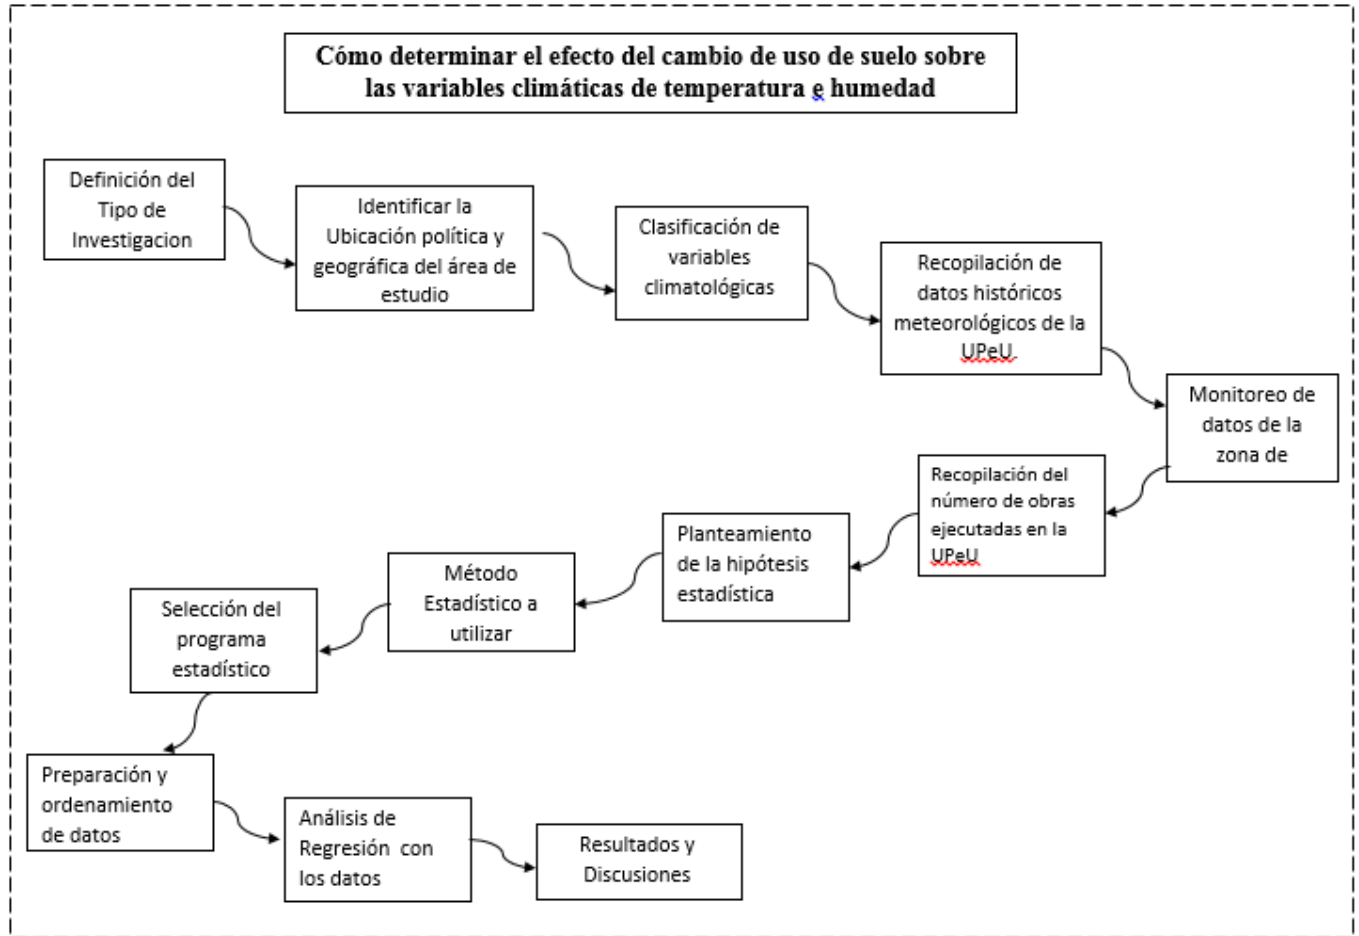 Cómo determinar el efecto del cambio de uso de suelo sobre
las variables climáticas de temperatura e humedad
Definición del
Tipo de
Investigacion
Identificar la
Ubicación política y
geográfica del área de
estudio
Clasificación de
variables
climatológicas
Recopilación de
datos históricos
meteorológicos de la
UPeU.
Monitoreo de
datos de la
zona de
Recopilación del
número de obras
ejecutadas en la
UPeU
Planteamiento
de la hipótesis
estadística
Método
Estadístico a
utilizar
Selección del
programa
estadístico
Preparación y
ordenamiento
de datos
Análisis de
Regresión con
los datos
Resultados y
Discusiones